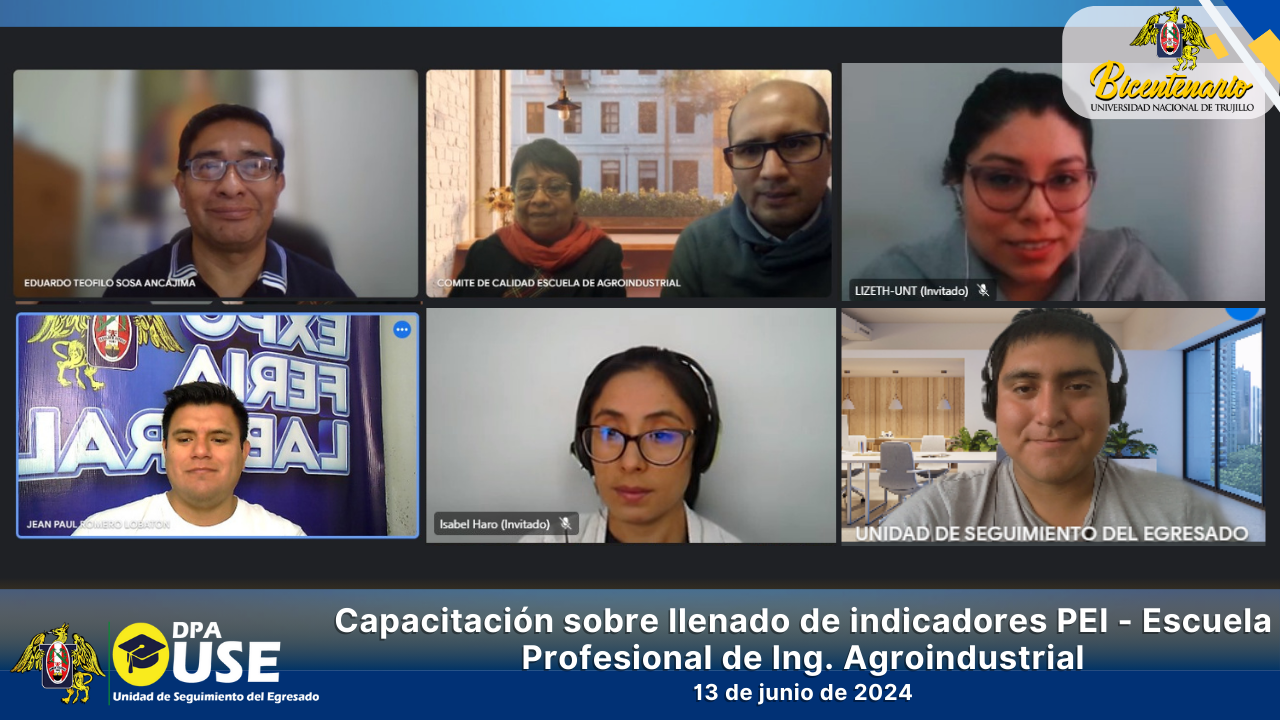 Bicentenario
UNIVERSIDAD NACIONAL DE TRUJILLO
EDUARDO TEOFILO SOSA ANCAJIMA
COMITE DE CALIDAD ESCUELA DE AGROINDUSTRIAL
LIZETH-UNT (Invitado)
EXPO
FERIA
LABORAL
JEAN PAUL ROMERO LOBATON
Isabel Haro (Invitado)
UNIDAD DE SEGUIMIENTO DEL EGRESADO
DPA
USE
Unidad de Seguimiento del Egresado
Capacitación sobre llenado de indicadores PEI - Escuela
Profesional de Ing. Agroindustrial
13 de junio de 2024